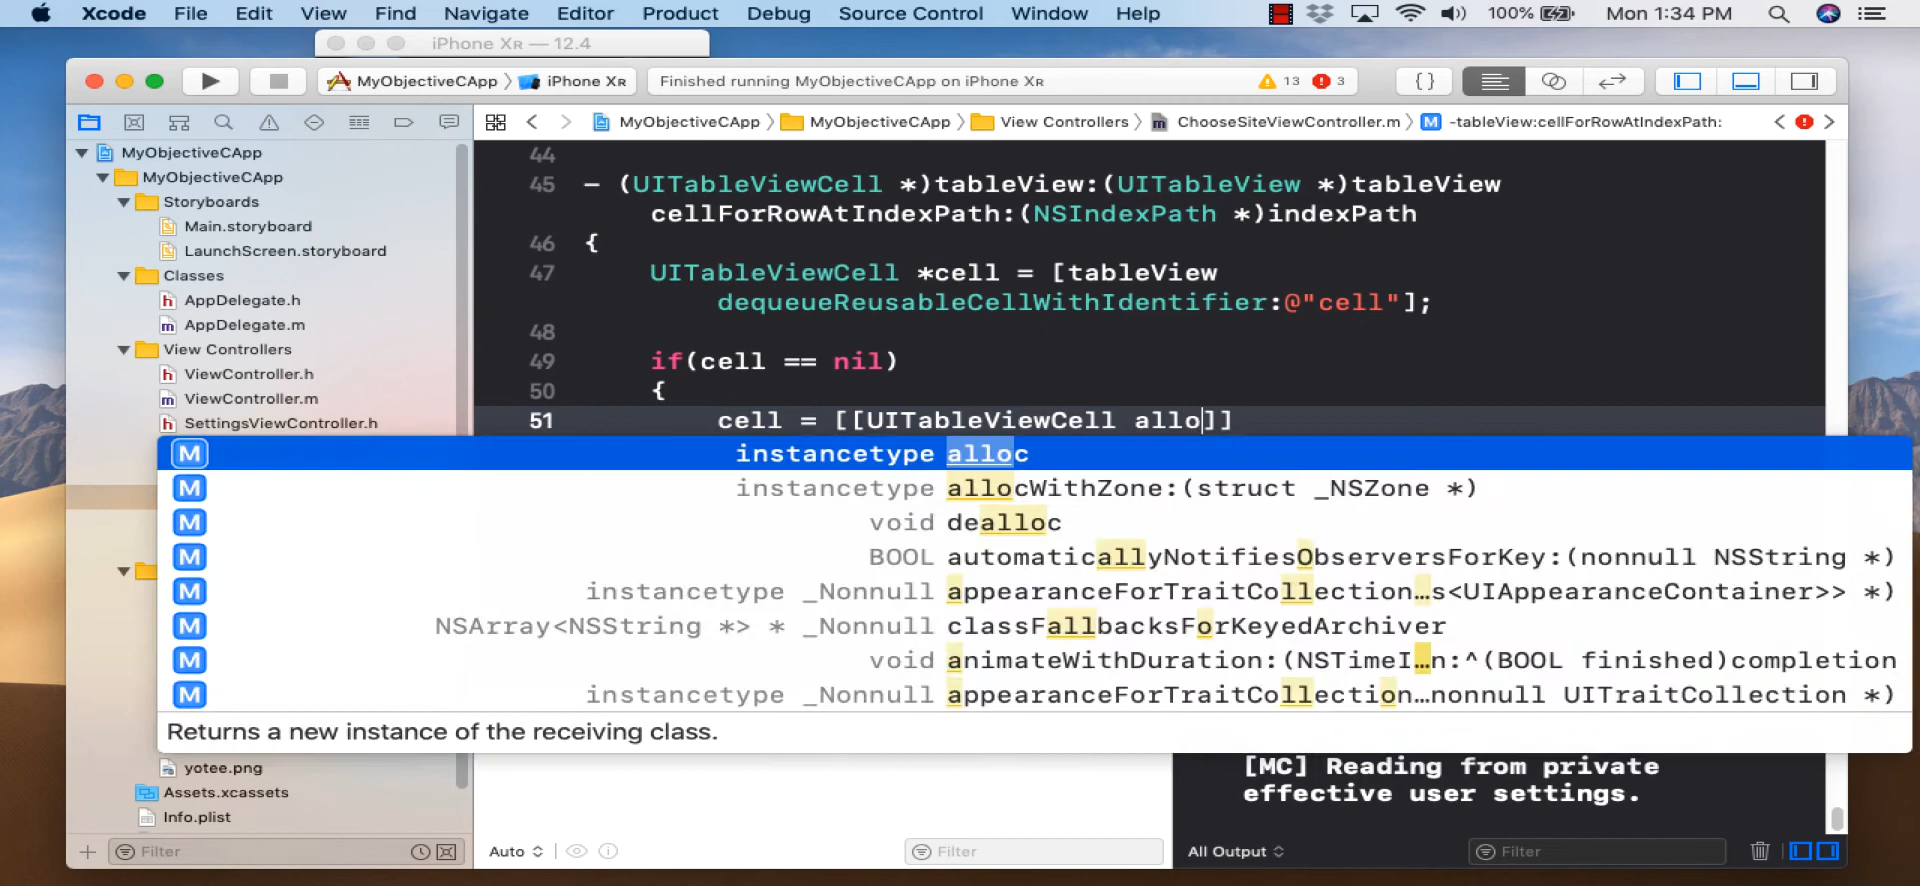 Xcode File Edit View Find Navigate Editor Product Debug Source Control Window Help 100% Mon 1:34 PM
iPhone XR — 12.4
MyObjectiveCApp iPhone XR Finished running MyObjectiveCApp on iPhone XR 13 3 { }
MyObjectiveCApp MyObjectiveCApp View Controllers ChooseSiteViewController.m M -tableView:cellForRowAtIndexPath:
MyObjectiveCApp
MyObjectiveCApp
Storyboards
Main.storyboard
LaunchScreen.storyboard
Classes
h AppDelegate.h
m AppDelegate.m
View Controllers
h ViewController.h
m ViewController.m
h SettingsViewController.h
44
45 - (UITableViewCell *)tableView:(UITableView *)tableView
cellForRowAtIndexPath:(NSIndexPath *)indexPath
46 {
47 UITableViewCell *cell = [tableView
dequeueReusableCellWithIdentifier:@"cell"];
48
49 if(cell == nil)
50 {
51 cell = [[UITableViewCell allo]]
M instancetype alloc
M instancetype allocWithZone:(struct _NSZone *)
M void dealloc
M BOOL automaticallyNotifiesObserversForKey:(nonnull NSString *)
M instancetype _Nonnull appearanceForTraitCollection…s<UIAppearanceContainer>> *)
M NSArray<NSString *> * _Nonnull classFallbacksForKeyedArchiver
M void animateWithDuration:(NSTimeI…n:^(BOOL finished)completion
M instancetype _Nonnull appearanceForTraitCollection…nonnull UITraitCollection *)
Returns a new instance of the receiving class.
yotee.png
Assets.xcassets
Info.plist
Filter
Auto Filter
[MC] Reading from private
effective user settings.
All Output Filter